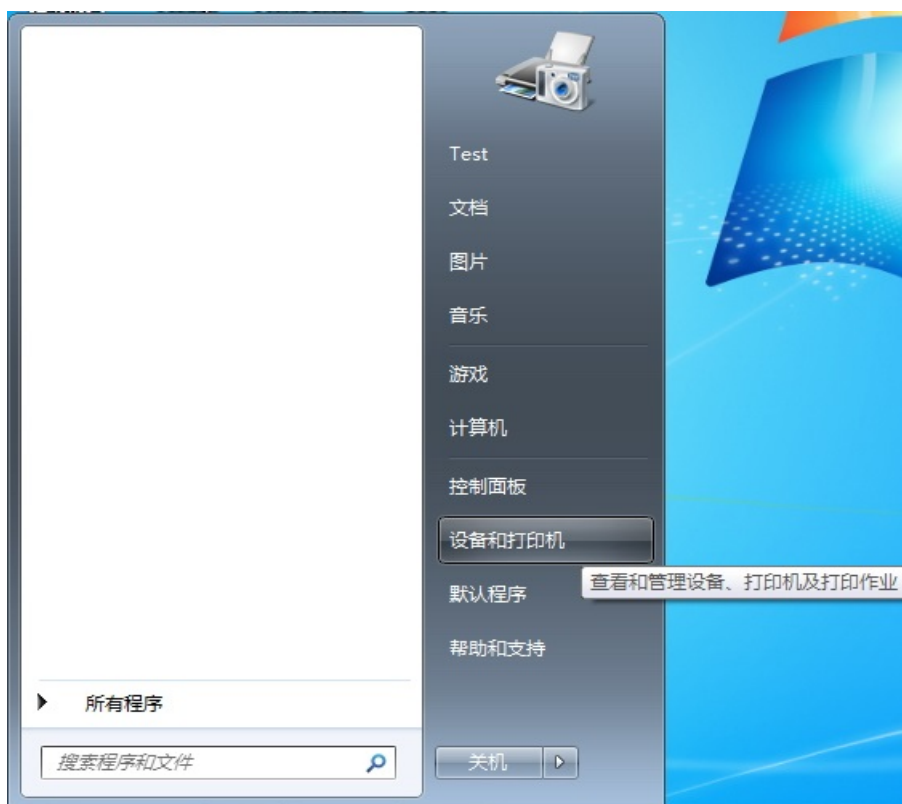 Test
文档
图片
音乐
游戏
计算机
控制面板
设备和打印机
查看和管理设备、打印机及打印作业
默认程序
帮助和支持
所有程序
搜索程序和文件
关机